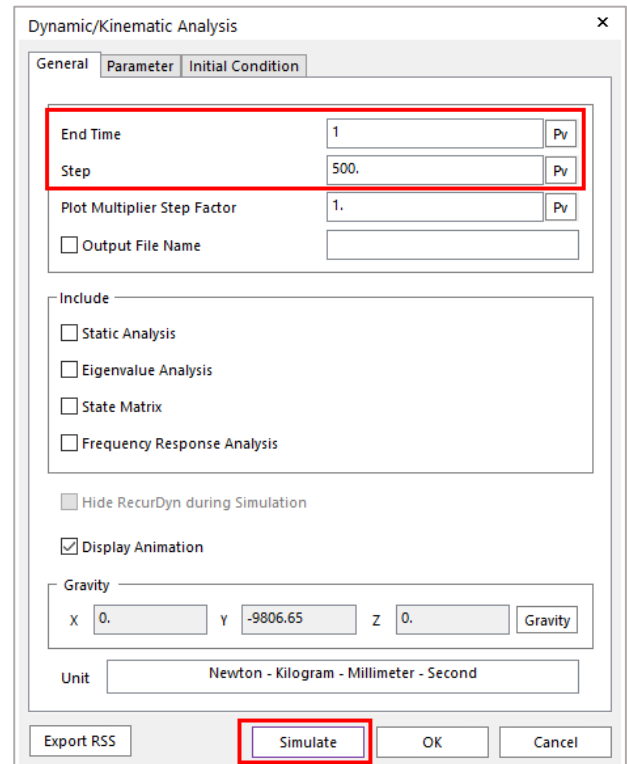 Dynamic/Kinematic Analysis
General Parameter Initial Condition
End Time 1 Pv
Step 500. Pv
Plot Multiplier Step Factor 1. Pv
Output File Name
Include
Static Analysis
Eigenvalue Analysis
State Matrix
Frequency Response Analysis
Hide RecurDyn during Simulation
Display Animation
Gravity
X 0. Y -9806.65 Z 0. Gravity
Unit Newton - Kilogram - Millimeter - Second
Export RSS Simulate OK Cancel